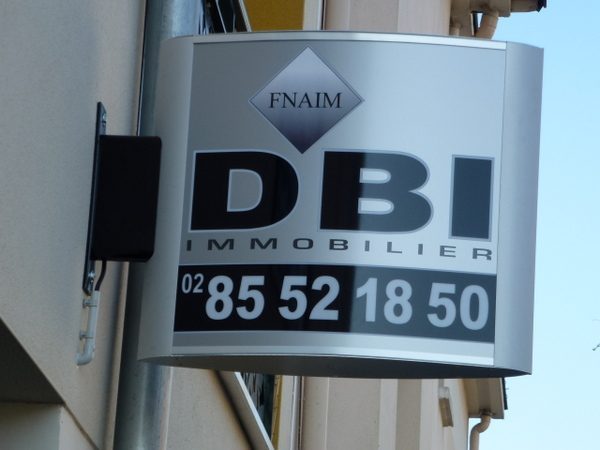 FNAIM
DBI
IMMOBILIER
02 85 52 18 50